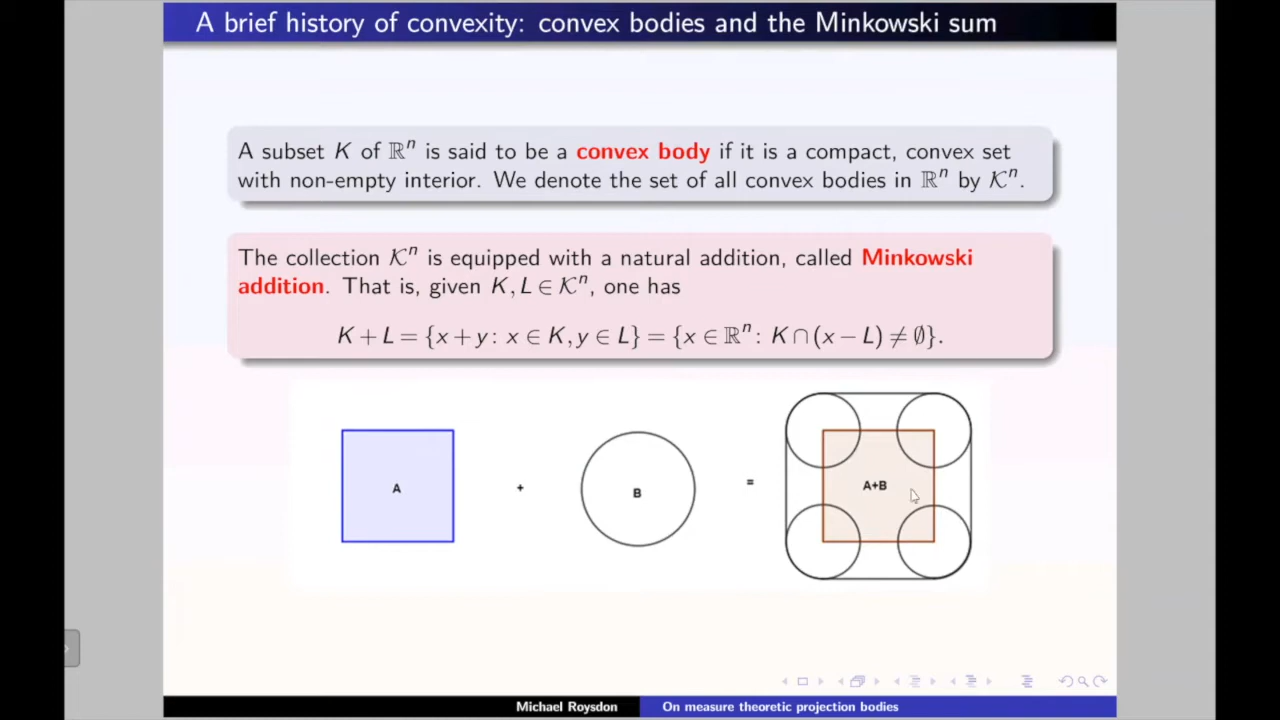 A brief history of convexity: convex bodies and the Minkowski sum
A subset K of ℝⁿ is said to be a convex body if it is a compact, convex set
with non-empty interior. We denote the set of all convex bodies in ℝⁿ by 𝒦ⁿ.
The collection 𝒦ⁿ is equipped with a natural addition, called Minkowski
addition. That is, given K, L ∈ 𝒦ⁿ, one has
K + L = {x + y : x ∈ K, y ∈ L} = {x ∈ ℝⁿ : K ∩ (x − L) ≠ ∅}.
A + B = A+B
Michael Roysdon On measure theoretic projection bodies